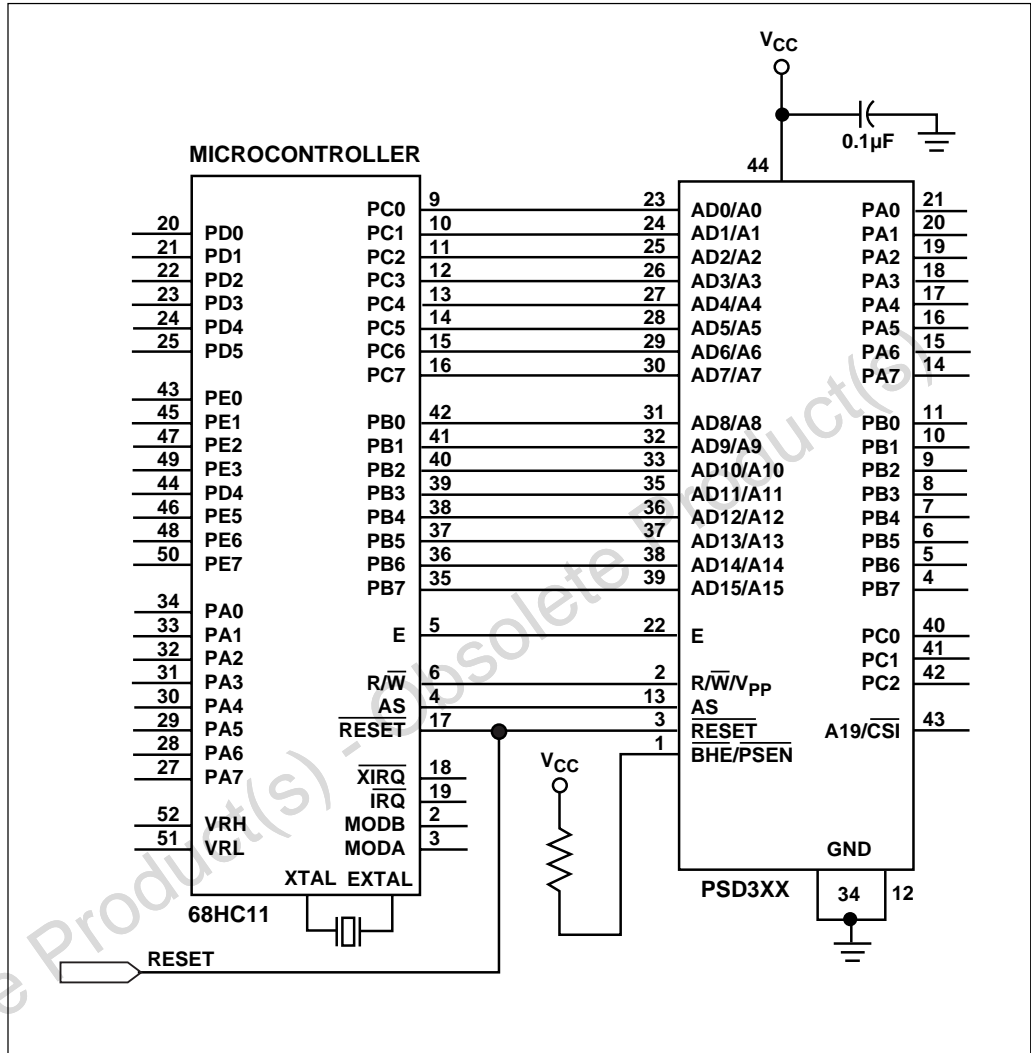 VCC
0.1µF
44
MICROCONTROLLER
PC0 9 23 AD0/A0 PA0 21
20 PD0 PC1 10 24 AD1/A1 PA1 20
21 PD1 PC2 11 25 AD2/A2 PA2 19
22 PD2 PC3 12 26 AD3/A3 PA3 18
23 PD3 PC4 13 27 AD4/A4 PA4 17
24 PD4 PC5 14 28 AD5/A5 PA5 16
25 PD5 PC6 15 29 AD6/A6 PA6 15
PC7 16 30 AD7/A7 PA7 14
43 PE0
45 PE1 PB0 42 31 AD8/A8 PB0 11
47 PE2 PB1 41 32 AD9/A9 PB1 10
49 PE3 PB2 40 33 AD10/A10 PB2 9
44 PD4 PB3 39 35 AD11/A11 PB3 8
46 PE5 PB4 38 36 AD12/A12 PB4 7
48 PE6 PB5 37 37 AD13/A13 PB5 6
50 PE7 PB6 36 38 AD14/A14 PB6 5
PB7 35 39 AD15/A15 PB7 4
34 PA0
33 PA1 E 5 22 E PC0 40
32 PA2 PC1 41
31 PA3 R/W 6 2 R/W/VPP PC2 42
30 PA4 AS 4 13 AS
29 PA5 RESET 17 3 RESET A19/CSI 43
28 PA6 1 BHE/PSEN
27 PA7 XIRQ 18 VCC
IRQ 19
52 VRH MODB 2
51 VRL MODA 3
GND
XTAL EXTAL
68HC11 PSD3XX 34 12
RESET
e Product(s) - Obsolete Product(s)